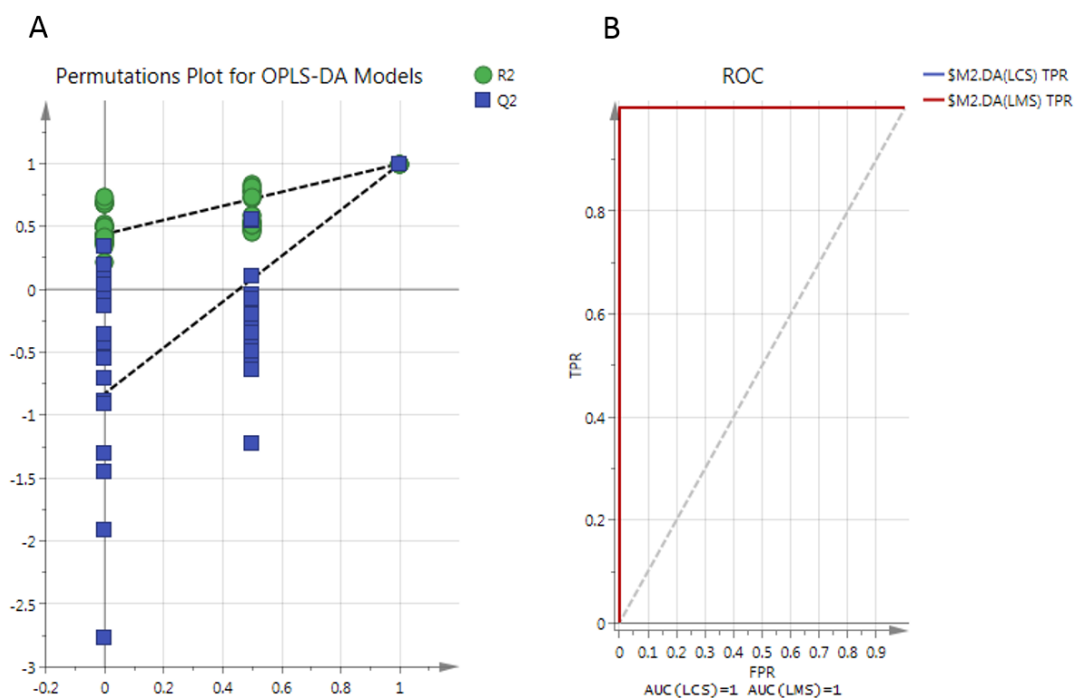 A
Permutations Plot for OPLS-DA Models
R2
Q2
1
0.5
0
-0.5
-1
-1.5
-2
-2.5
-3
-0.2 0 0.2 0.4 0.6 0.8 1
B
ROC
$M2.DA(LCS) TPR
$M2.DA(LMS) TPR
TPR
0.8
0.6
0.4
0.2
0
0 0.1 0.2 0.3 0.4 0.5 0.6 0.7 0.8 0.9
FPR
AUC(LCS)=1 AUC(LMS)=1